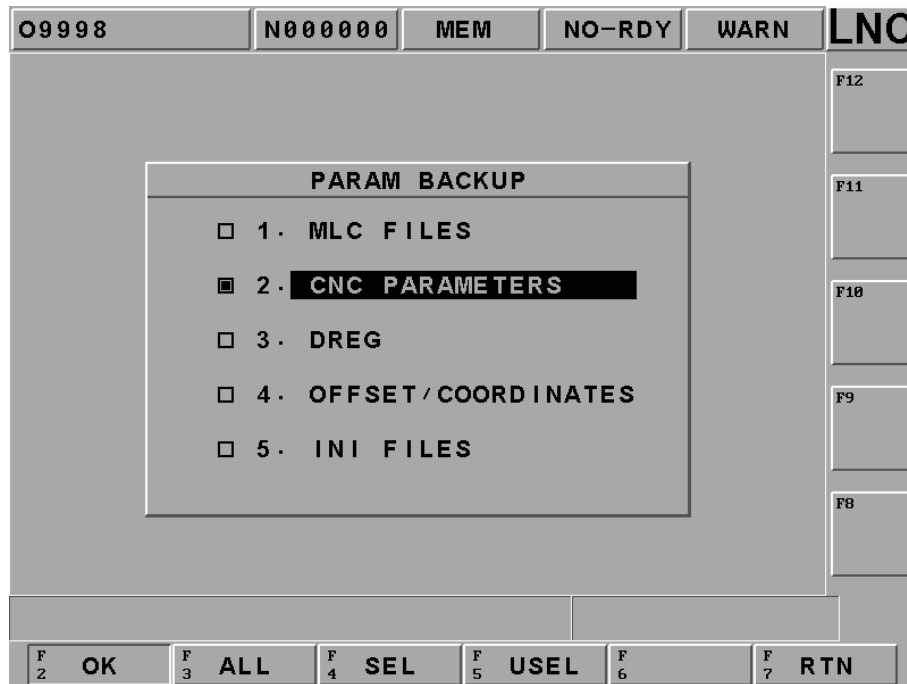 O9998 N000000 MEM NO-RDY WARN LNC
F12
PARAM BACKUP
F11
1. MLC FILES
2. CNC PARAMETERS
F10
3. DREG
4. OFFSET/COORDINATES
F9
5. INI FILES
F8
F2 OK F3 ALL F4 SEL F5 USEL F6 F7 RTN